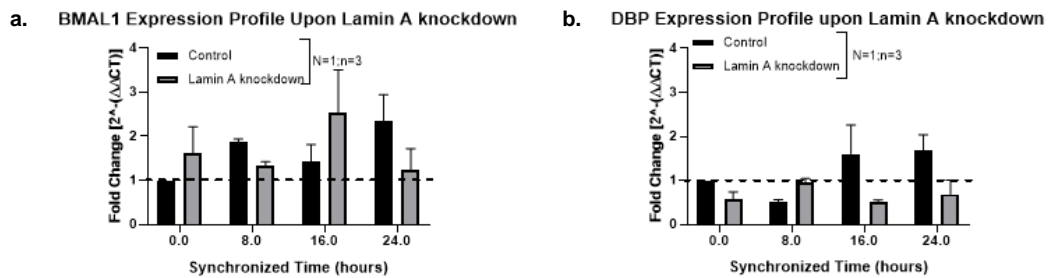 a. BMAL1 Expression Profile Upon Lamin A knockdown
Fold Change [2^-(ΔΔCT)]
4
3
2
1
0
Control
Lamin A knockdown
N=1;n=3
0.0 8.0 16.0 24.0
Synchronized Time (hours)
b. DBP Expression Profile upon Lamin A knockdown
Fold Change [2^-(ΔΔCT)]
4
3
2
1
0
Control
Lamin A knockdown
N=1;n=3
0.0 8.0 16.0 24.0
Synchronized Time (hours)